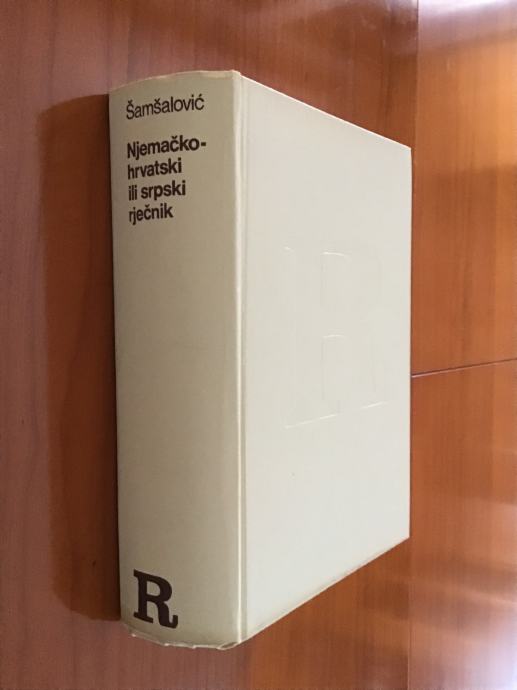 Šamšalović
Njemačko-
hrvatski
ili srpski
rječnik
R
R